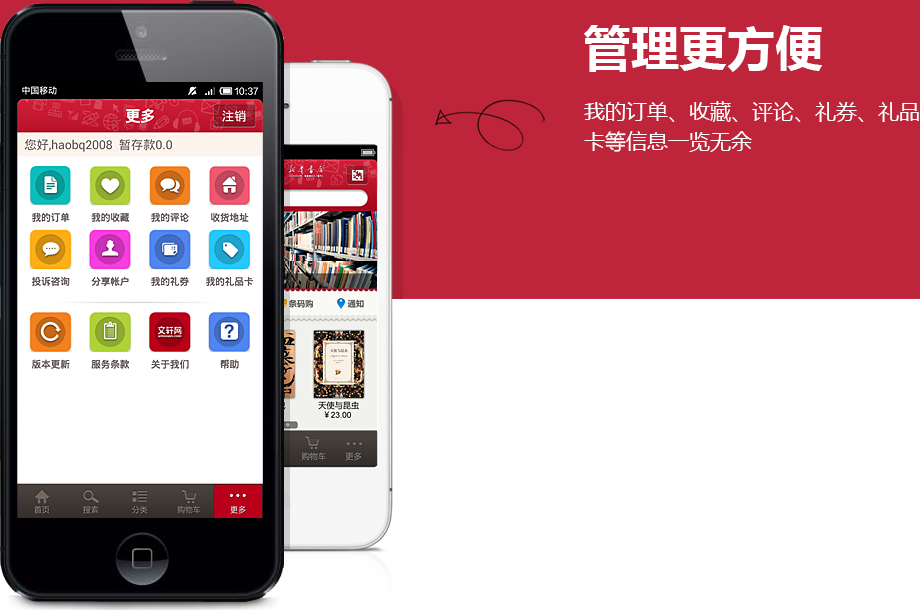 管理更方便
我的订单、收藏、评论、礼券、礼品
卡等信息一览无余
中国移动 10:37
更多 注销
您好,haobq2008 暂存款0.0
我的订单 我的收藏 我的评论 收货地址
投诉咨询 分享帐户 我的礼券 我的礼品卡
文轩网
版本更新 服务条款 关于我们 帮助
首页 搜索 分类 购物车 更多
条码购 通知
天使与昆虫
¥23.00
购物车 更多